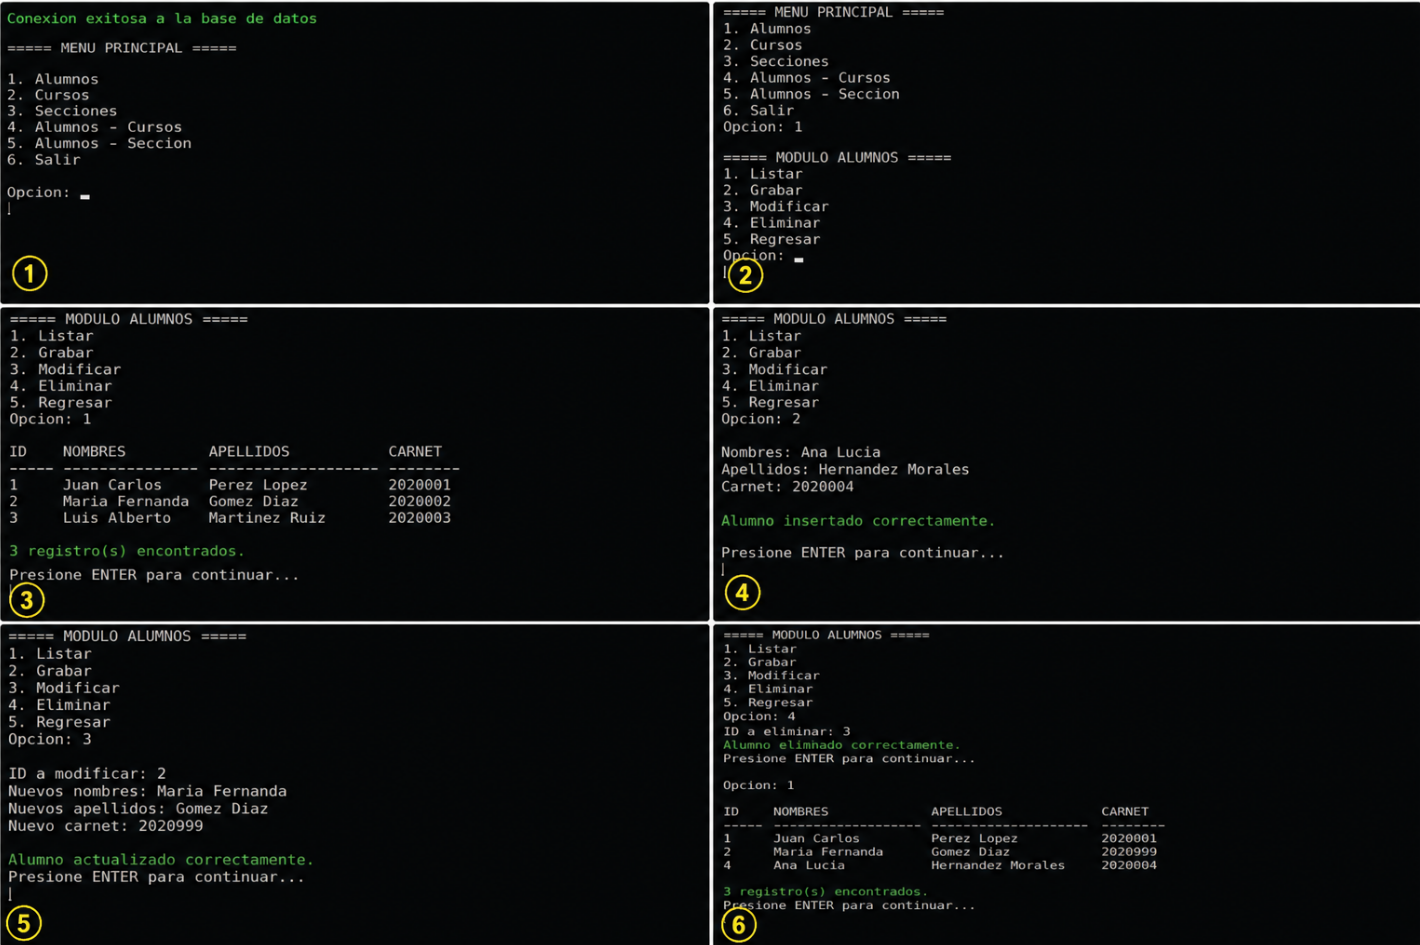 Conexion exitosa a la base de datos
===== MENU PRINCIPAL =====
1. Alumnos
2. Cursos
3. Secciones
4. Alumnos - Cursos
5. Alumnos - Seccion
6. Salir
Opcion:
1
===== MENU PRINCIPAL =====
1. Alumnos
2. Cursos
3. Secciones
4. Alumnos - Cursos
5. Alumnos - Seccion
6. Salir
Opcion: 1
===== MODULO ALUMNOS =====
1. Listar
2. Grabar
3. Modificar
4. Eliminar
5. Regresar
Opcion:
2
===== MODULO ALUMNOS =====
1. Listar
2. Grabar
3. Modificar
4. Eliminar
5. Regresar
Opcion: 1
ID NOMBRES APELLIDOS CARNET
----- --------------- ------------------- --------
1 Juan Carlos Perez Lopez 2020001
2 Maria Fernanda Gomez Diaz 2020002
3 Luis Alberto Martinez Ruiz 2020003
3 registro(s) encontrados.
Presione ENTER para continuar...
3
===== MODULO ALUMNOS =====
1. Listar
2. Grabar
3. Modificar
4. Eliminar
5. Regresar
Opcion: 2
Nombres: Ana Lucia
Apellidos: Hernandez Morales
Carnet: 2020004
Alumno insertado correctamente.
Presione ENTER para continuar...
4
===== MODULO ALUMNOS =====
1. Listar
2. Grabar
3. Modificar
4. Eliminar
5. Regresar
Opcion: 3
ID a modificar: 2
Nuevos nombres: Maria Fernanda
Nuevos apellidos: Gomez Diaz
Nuevo carnet: 2020999
Alumno actualizado correctamente.
Presione ENTER para continuar...
5
===== MODULO ALUMNOS =====
1. Listar
2. Grabar
3. Modificar
4. Eliminar
5. Regresar
Opcion: 4
ID a eliminar: 3
Alumno elimhado correctamente.
Presione ENTER para continuar...
Opcion: 1
ID NOMBRES APELLIDOS CARNET
----- ------------------- -------------------- --------
1 Juan Carlos Perez Lopez 2020001
2 Maria Fernanda Gomez Diaz 2020999
4 Ana Lucia Hernandez Morales 2020004
3 registro(s) encontrados.
Presione ENTER para continuar...
6